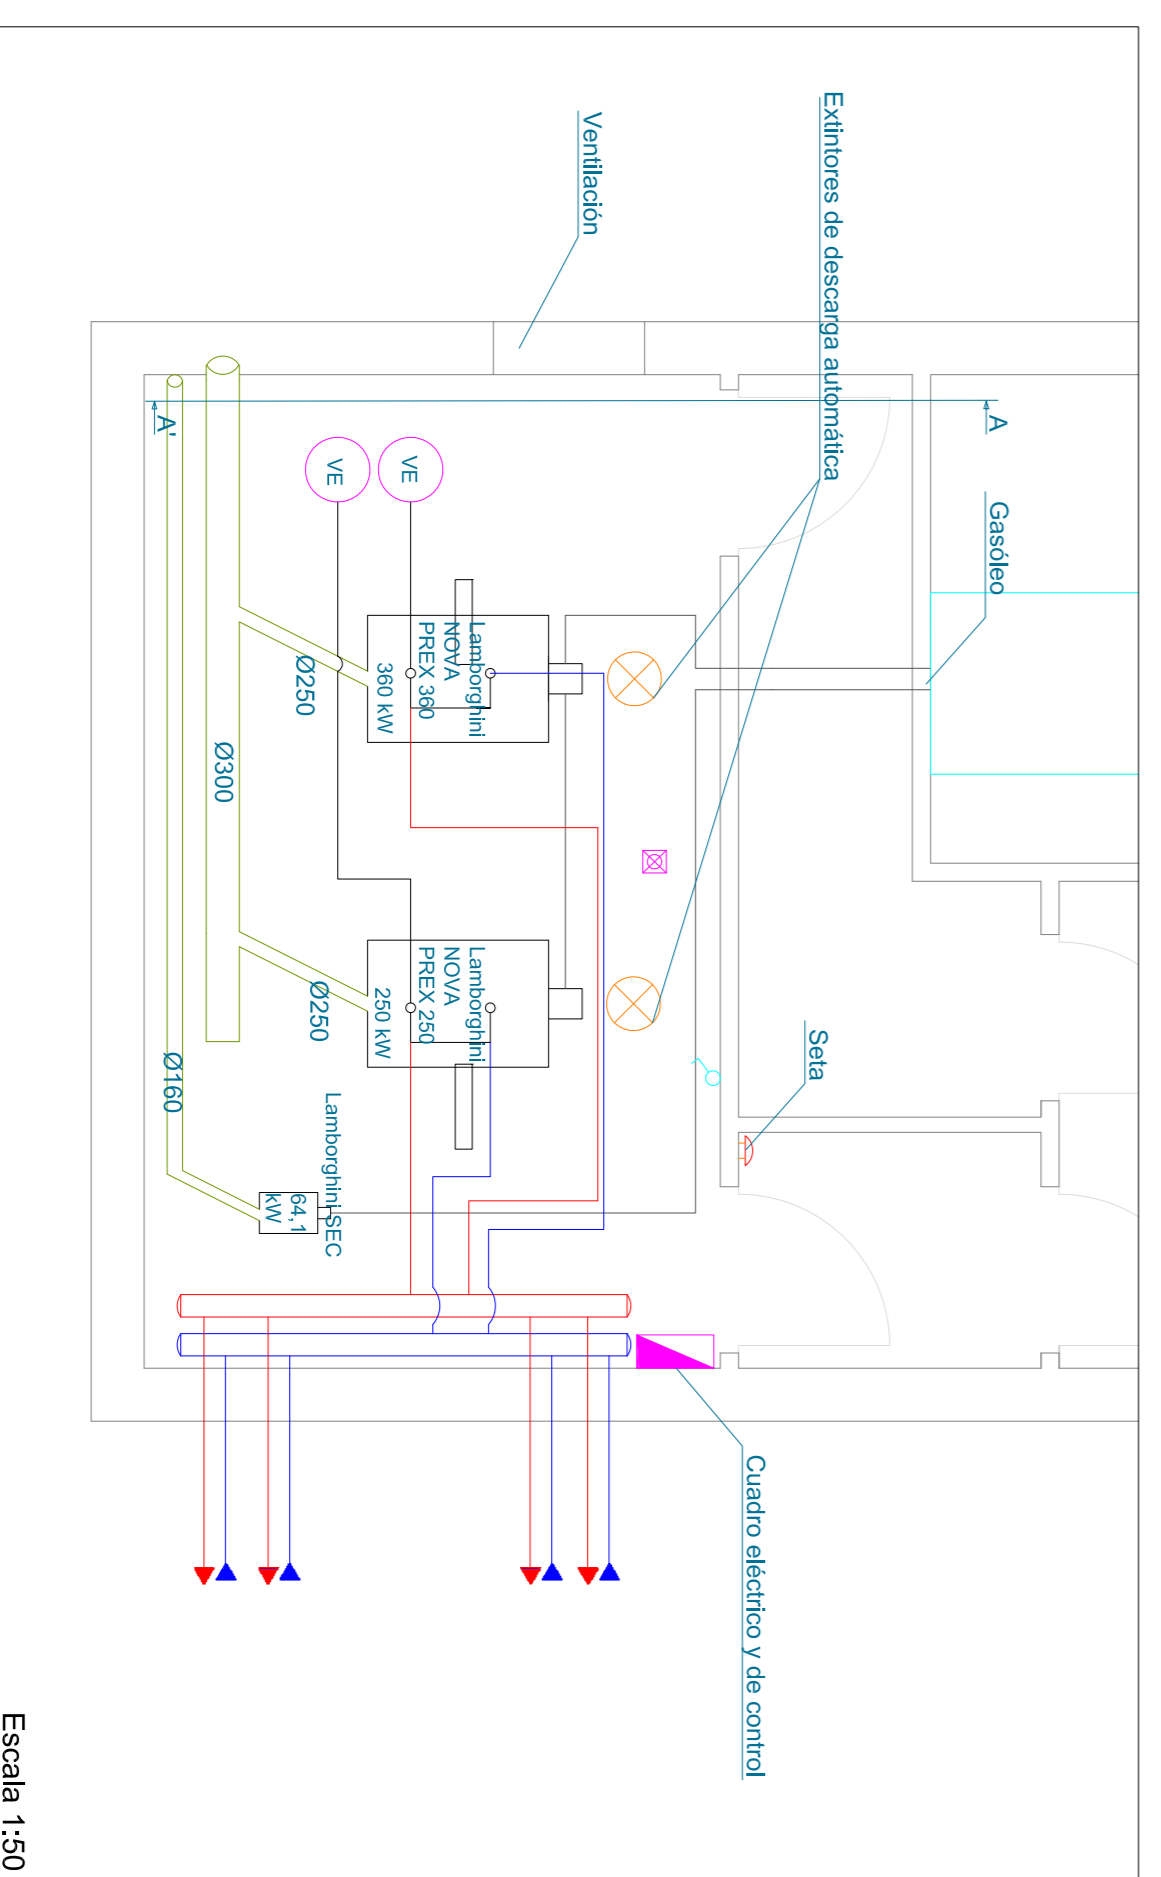 Extintores de descarga automática
Ventilación
A
A'
Gasóleo
VE
VE
Lamborghini
NOVA
PREX 360
360 kW
Ø250
Ø300
Lamborghini
NOVA
PREX 250
250 kW
Ø250
Seta
Ø160
Lamborghini SEC
64,1
kW
Cuadro eléctrico y de control
Escala 1:50